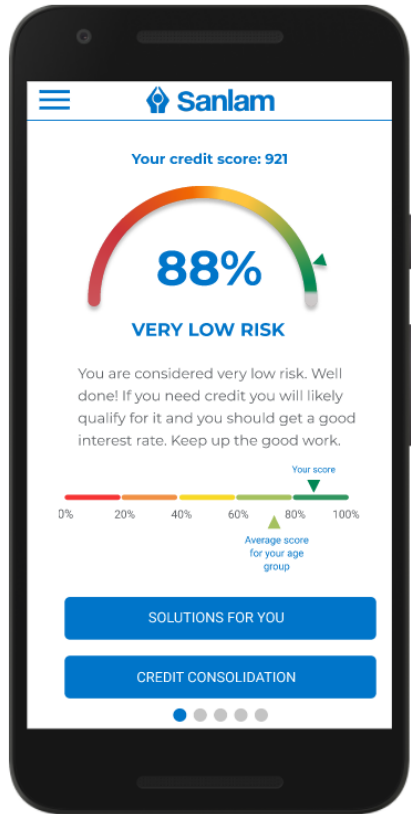 Sanlam
Your credit score: 921
88%
VERY LOW RISK
You are considered very low risk. Well
done! If you need credit you will likely
qualify for it and you should get a good
interest rate. Keep up the good work.
Your score
0% 20% 40% 60% 80% 100%
Average score
for your age
group
SOLUTIONS FOR YOU
CREDIT CONSOLIDATION